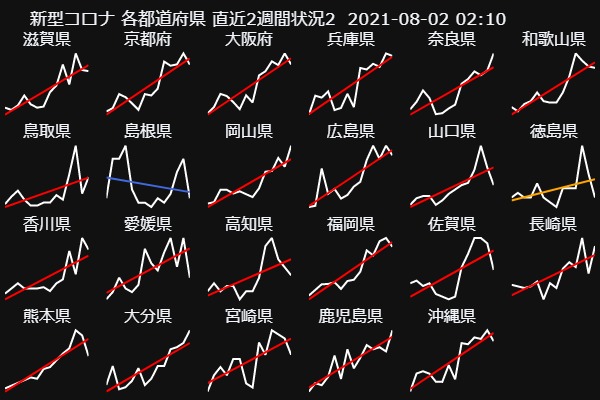 新型コロナ 各都道府県 直近2週間状況2 2021-08-02 02:10
滋賀県 京都府 大阪府 兵庫県 奈良県 和歌山県
鳥取県 島根県 岡山県 広島県 山口県 徳島県
香川県 愛媛県 高知県 福岡県 佐賀県 長崎県
熊本県 大分県 宮崎県 鹿児島県 沖縄県